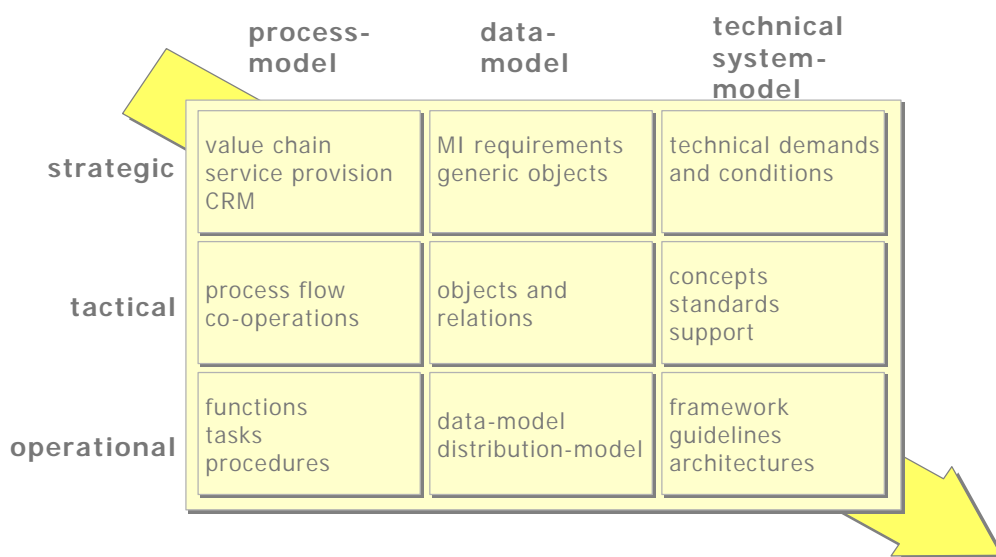 process-
model
data-
model
technical
system-
model
strategic
value chain
service provision
CRM
MI requirements
generic objects
technical demands
and conditions
tactical
process flow
co-operations
objects and
relations
concepts
standards
support
operational
functions
tasks
procedures
data-model
distribution-model
framework
guidelines
architectures